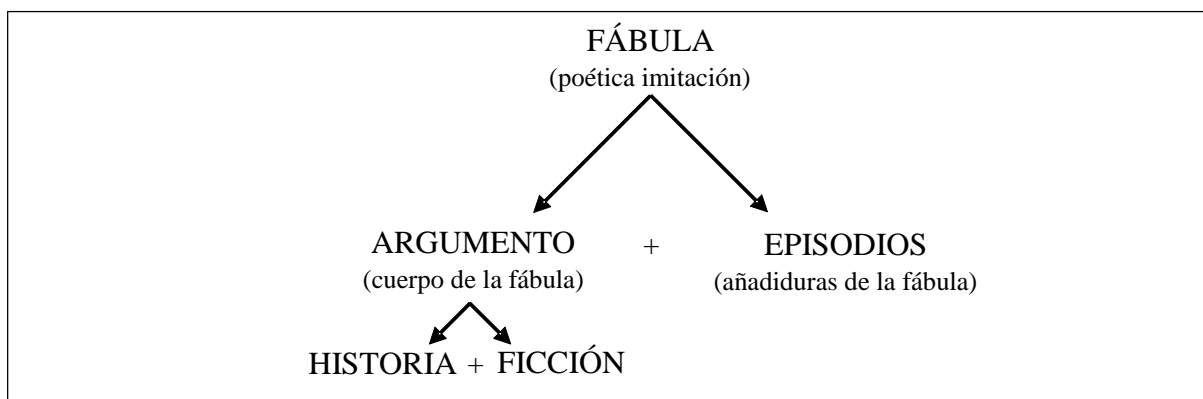 FÁBULA
(poética imitación)
ARGUMENTO + EPISODIOS
(cuerpo de la fábula) (añadiduras de la fábula)
HISTORIA + FICCIÓN